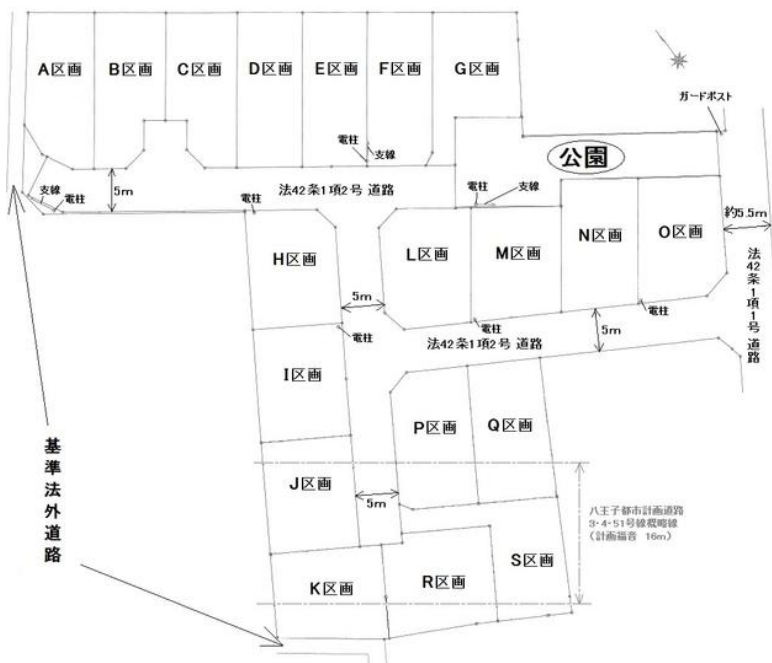 A区画
B区画
C区画
D区画
E区画
F区画
G区画
ガードポスト
電柱
支線
公園
支線
電柱
5m
法42条1項2号 道路
電柱
電柱
支線
約5.5m
法42条1項1号 道路
H区画
L区画
M区画
N区画
O区画
5m
電柱
電柱
法42条1項2号 道路
5m
電柱
I区画
P区画
Q区画
基準法外道路
J区画
5m
八王子都市計画道路
3・4・51号線概略線
(計画幅音 16m)
K区画
R区画
S区画